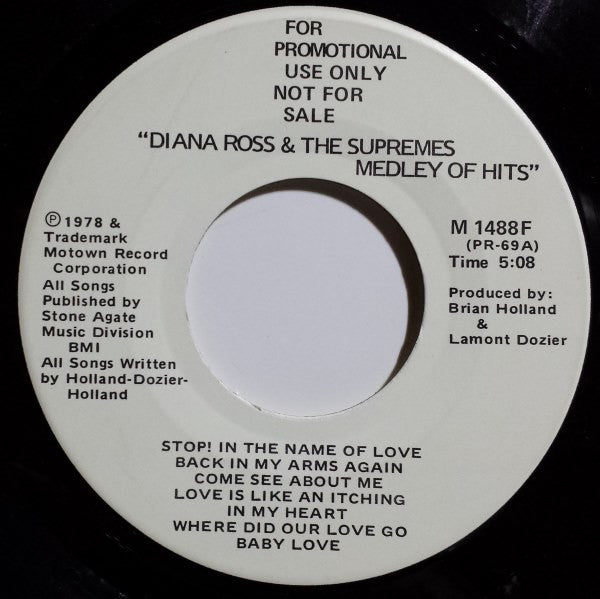 FOR
PROMOTIONAL
USE ONLY
NOT FOR
SALE
"DIANA ROSS & THE SUPREMES
MEDLEY OF HITS"
℗ 1978 &
Trademark
Motown Record
Corporation
All Songs
Published by
Stone Agate
Music Division
BMI
All Songs Written
by Holland-Dozier-
Holland
M 1488F
(PR-69A)
Time 5:08
Produced by:
Brian Holland
&
Lamont Dozier
STOP! IN THE NAME OF LOVE
BACK IN MY ARMS AGAIN
COME SEE ABOUT ME
LOVE IS LIKE AN ITCHING
IN MY HEART
WHERE DID OUR LOVE GO
BABY LOVE